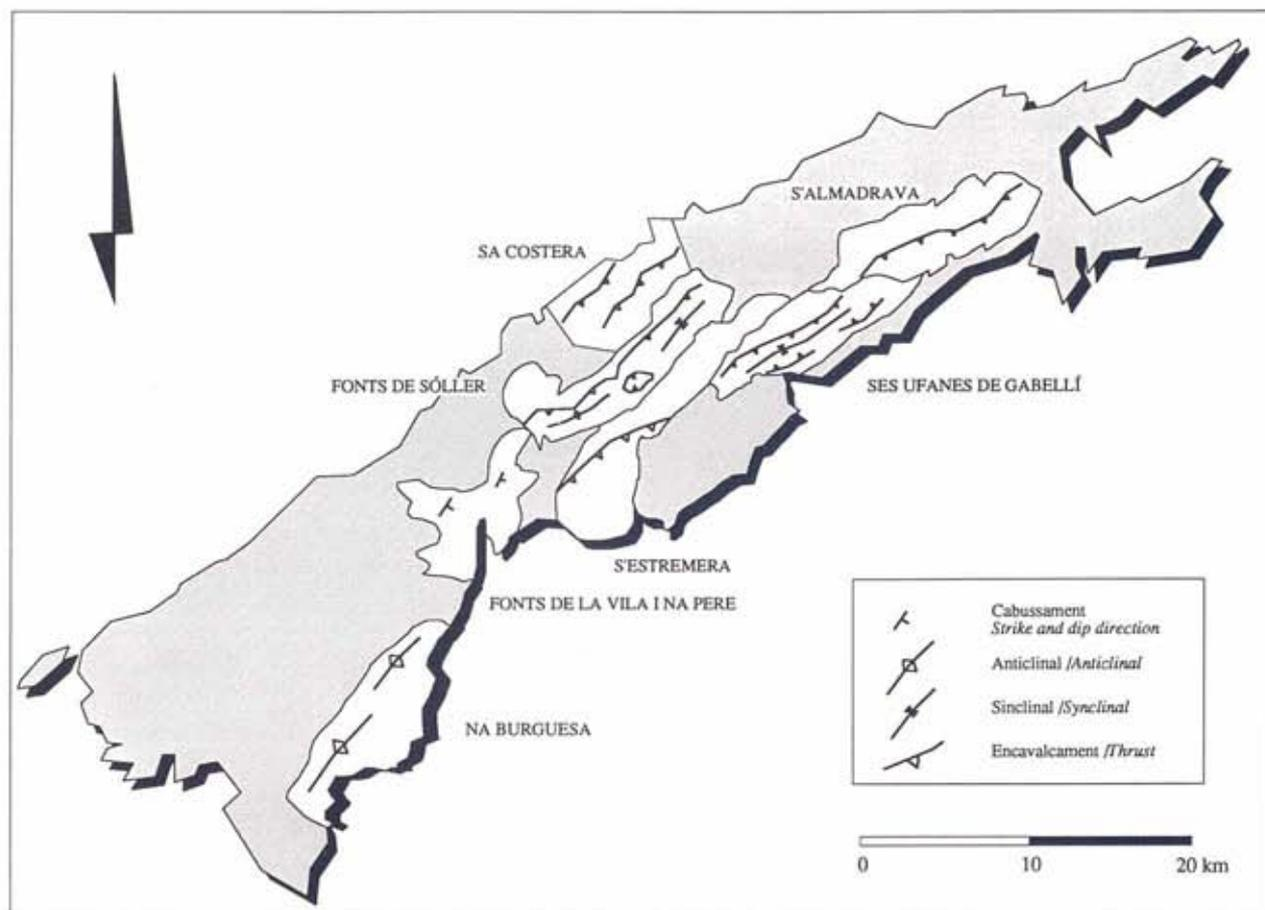 S'ALMADRAVA
SA COSTERA
FONTS DE SÓLLER
SES UFANES DE GABELLÍ
S'ESTREMERA
FONTS DE LA VILA I NA PERE
NA BURGUESA
Cabussament
Strike and dip direction
Anticlinal /Anticlinal
Sinclinal /Synclinal
Encavalcament /Thrust
0 10 20 km